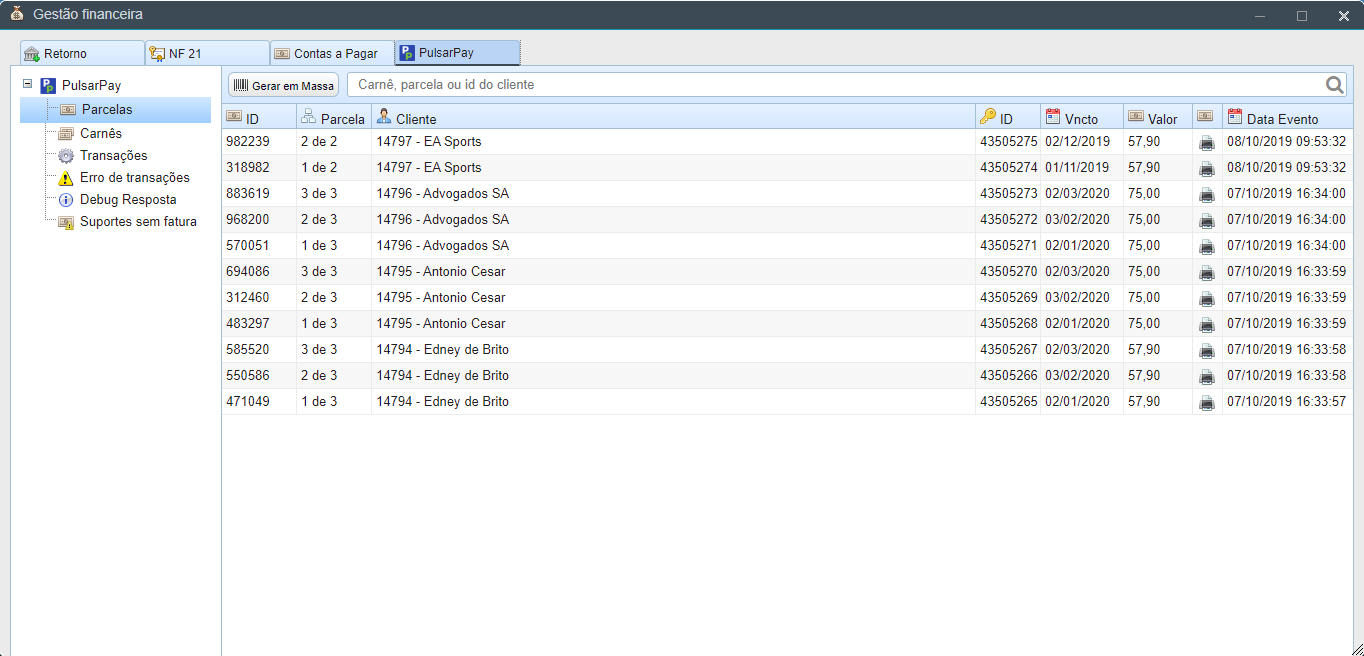 Gestão financeira
Retorno NF 21 Contas a Pagar PulsarPay
PulsarPay
Parcelas
Carnês
Transações
Erro de transações
Debug Resposta
Suportes sem fatura
Gerar em Massa Carnê, parcela ou id do cliente
ID Parcela Cliente ID Vncto Valor Data Evento
982239 2 de 2 14797 - EA Sports 43505275 02/12/2019 57,90 08/10/2019 09:53:32
318982 1 de 2 14797 - EA Sports 43505274 01/11/2019 57,90 08/10/2019 09:53:32
883619 3 de 3 14796 - Advogados SA 43505273 02/03/2020 75,00 07/10/2019 16:34:00
968200 2 de 3 14796 - Advogados SA 43505272 03/02/2020 75,00 07/10/2019 16:34:00
570051 1 de 3 14796 - Advogados SA 43505271 02/01/2020 75,00 07/10/2019 16:34:00
694086 3 de 3 14795 - Antonio Cesar 43505270 02/03/2020 75,00 07/10/2019 16:33:59
312460 2 de 3 14795 - Antonio Cesar 43505269 03/02/2020 75,00 07/10/2019 16:33:59
483297 1 de 3 14795 - Antonio Cesar 43505268 02/01/2020 75,00 07/10/2019 16:33:59
585520 3 de 3 14794 - Edney de Brito 43505267 02/03/2020 57,90 07/10/2019 16:33:58
550586 2 de 3 14794 - Edney de Brito 43505266 03/02/2020 57,90 07/10/2019 16:33:58
471049 1 de 3 14794 - Edney de Brito 43505265 02/01/2020 57,90 07/10/2019 16:33:57